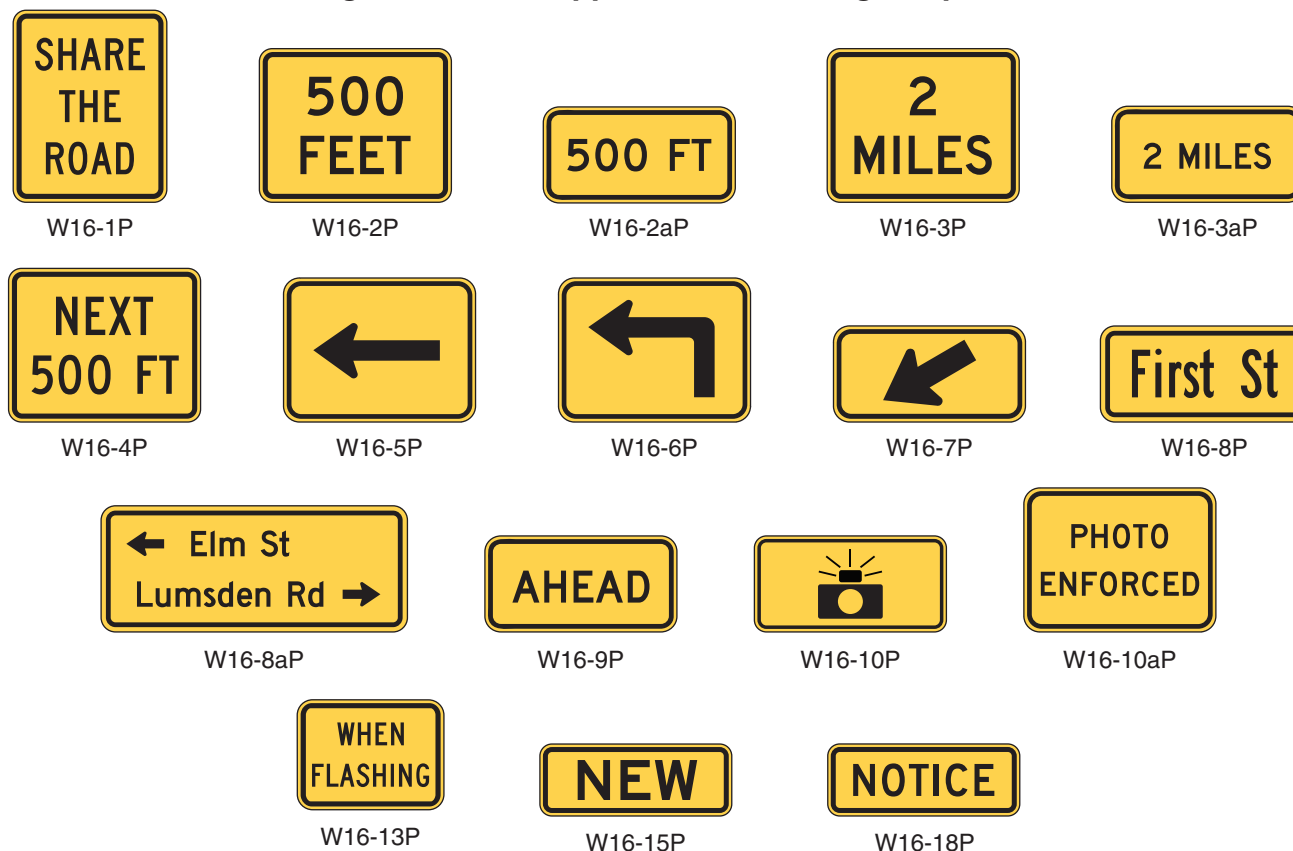 SHARE
THE
ROAD
W16-1P
500
FEET
W16-2P
500 FT
W16-2aP
2
MILES
W16-3P
2 MILES
W16-3aP
NEXT
500 FT
W16-4P
W16-5P
W16-6P
W16-7P
First St
W16-8P
Elm St
Lumsden Rd
W16-8aP
AHEAD
W16-9P
W16-10P
PHOTO
ENFORCED
W16-10aP
WHEN
FLASHING
W16-13P
NEW
W16-15P
NOTICE
W16-18P